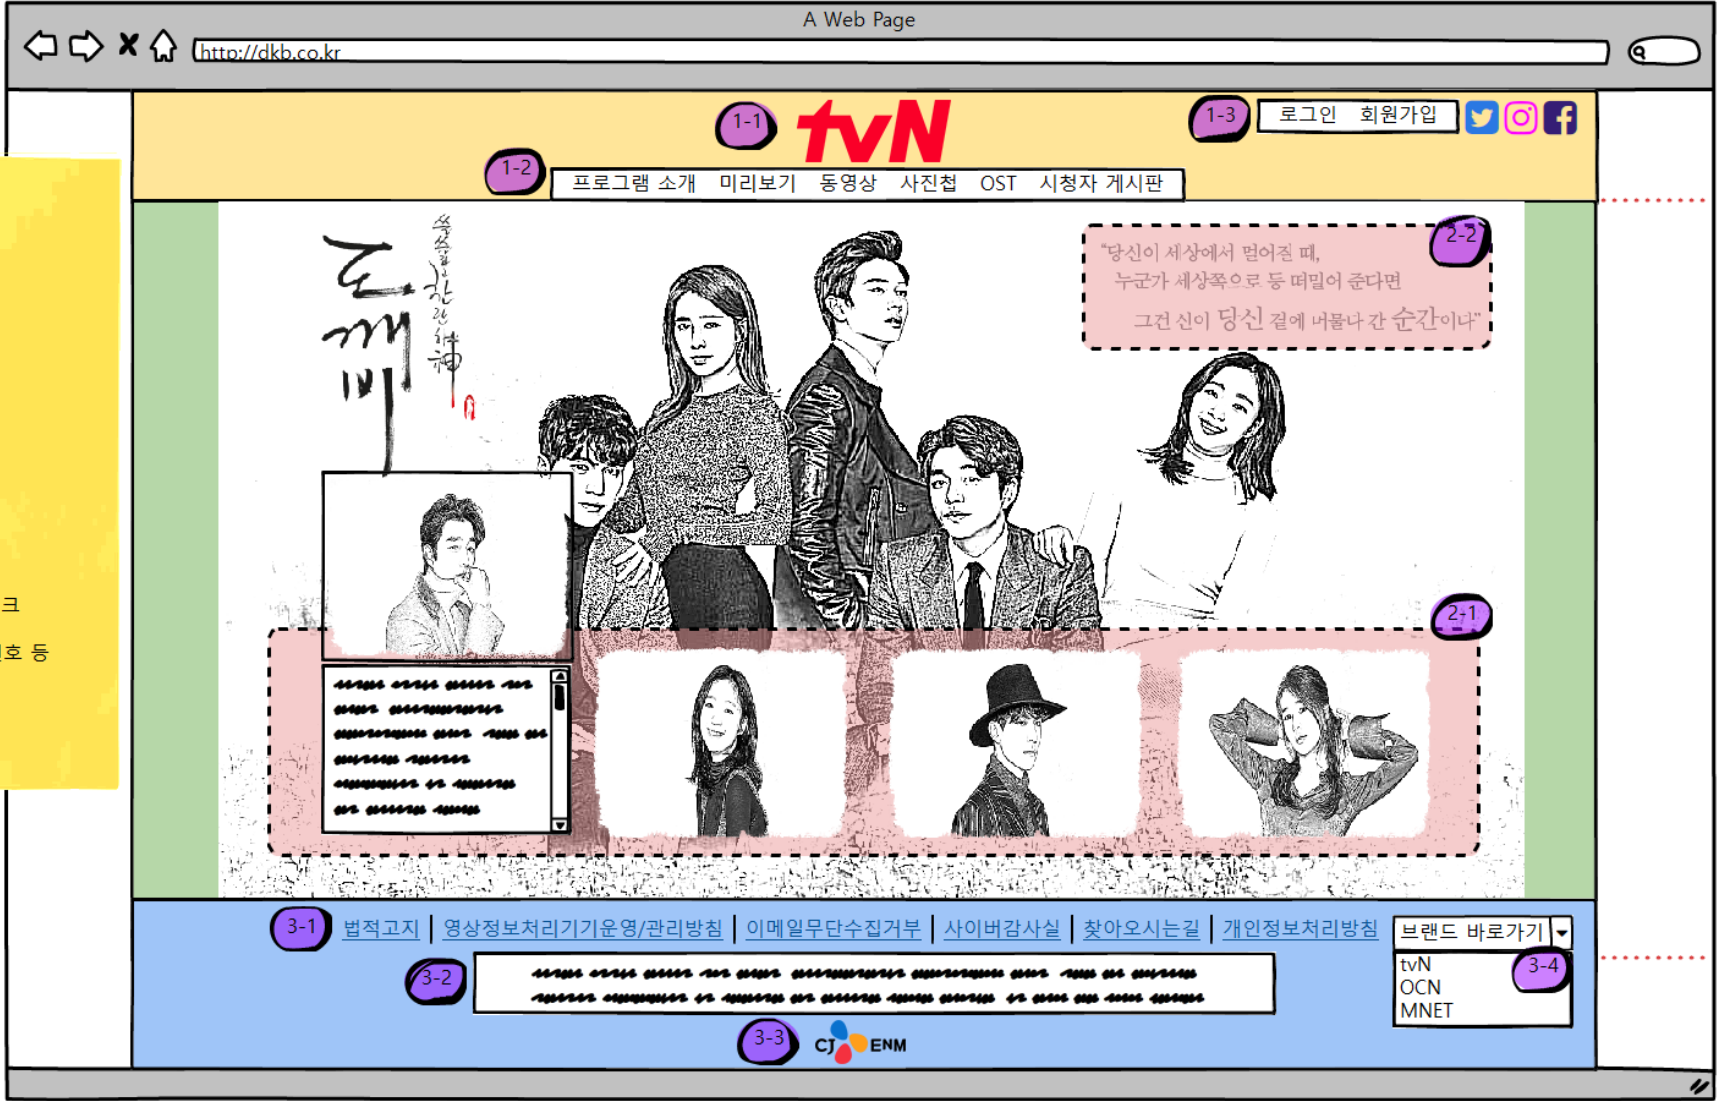 A Web Page
http://dkb.co.kr
1-1
tvN
1-3
로그인 회원가입
1-2
프로그램 소개 미리보기 동영상 사진첩 OST 시청자 게시판
쓸쓸하고 찬란하神
도깨비
2-2
“당신이 세상에서 멀어질 때,
누군가 세상쪽으로 등 떠밀어 준다면
그건 신이 당신 곁에 머물다 간 순간이다”
크
호 등
2-1
3-1
법적고지 영상정보처리기기운영/관리방침 이메일무단수집거부 사이버감사실 찾아오시는길 개인정보처리방침
브랜드 바로가기
tvN
OCN
MNET
3-4
3-2
3-3
CJ ENM